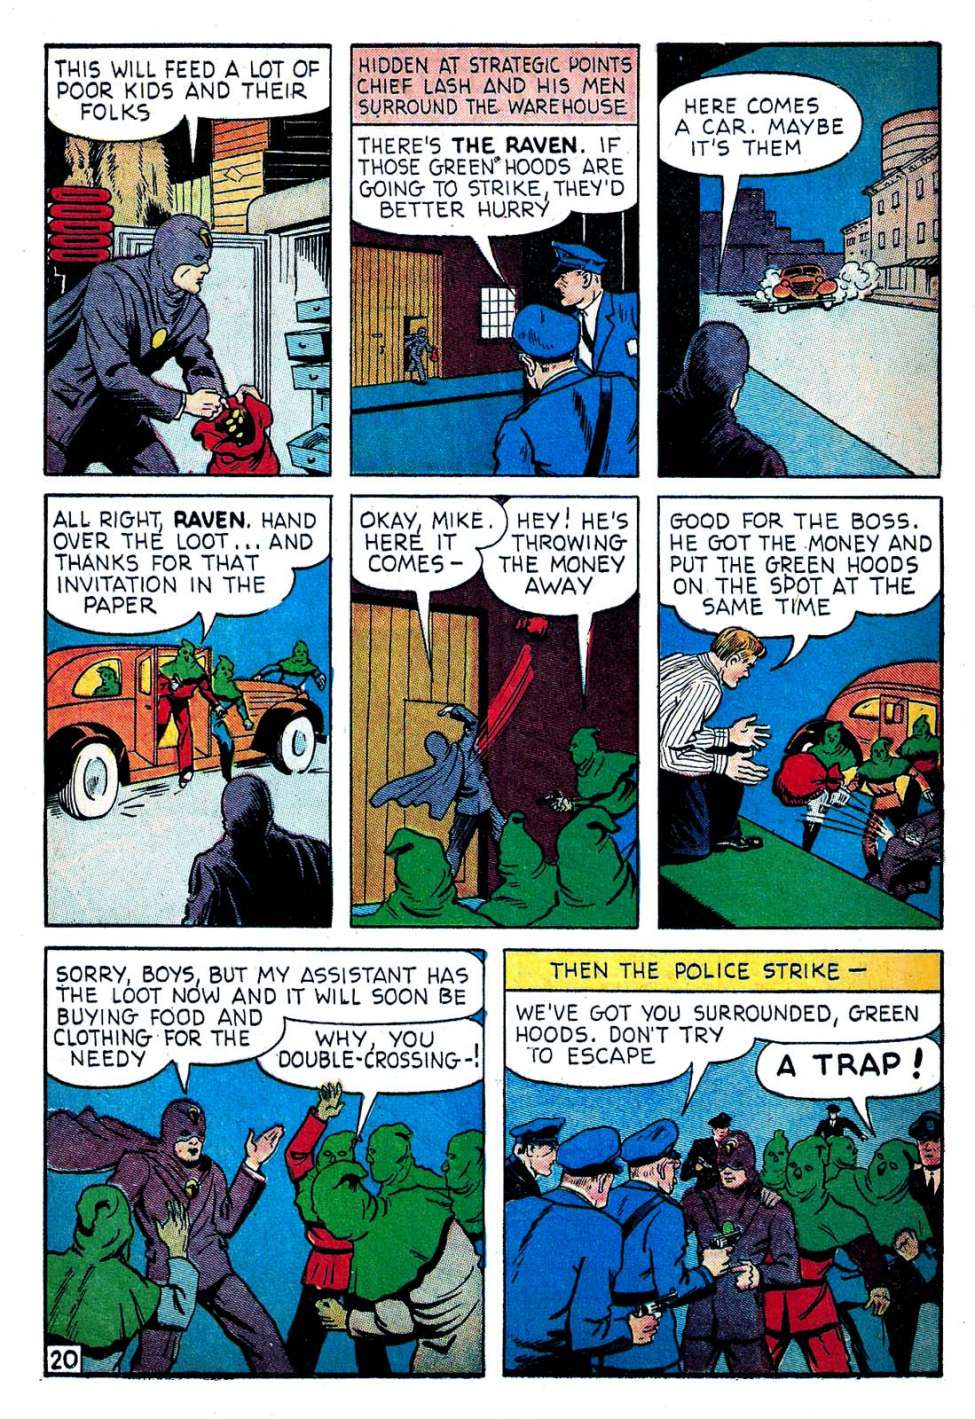 THIS WILL FEED A LOT OF
POOR KIDS AND THEIR
FOLKS
HIDDEN AT STRATEGIC POINTS
CHIEF LASH AND HIS MEN
SURROUND THE WAREHOUSE
THERE'S THE RAVEN. IF
THOSE GREEN HOODS ARE
GOING TO STRIKE, THEY'D
BETTER HURRY
HERE COMES
A CAR. MAYBE
IT'S THEM
ALL RIGHT, RAVEN. HAND
OVER THE LOOT... AND
THANKS FOR THAT
INVITATION IN THE
PAPER
OKAY, MIKE.
HERE IT
COMES-
HEY! HE'S
THROWING
THE MONEY
AWAY
GOOD FOR THE BOSS.
HE GOT THE MONEY AND
PUT THE GREEN HOODS
ON THE SPOT AT THE
SAME TIME
SORRY, BOYS, BUT MY ASSISTANT HAS
THE LOOT NOW AND IT WILL SOON BE
BUYING FOOD AND
CLOTHING FOR THE
NEEDY
WHY, YOU
DOUBLE-CROSSING-!
THEN THE POLICE STRIKE-
WE'VE GOT YOU SURROUNDED, GREEN
HOODS. DON'T TRY
TO ESCAPE
A TRAP!
20